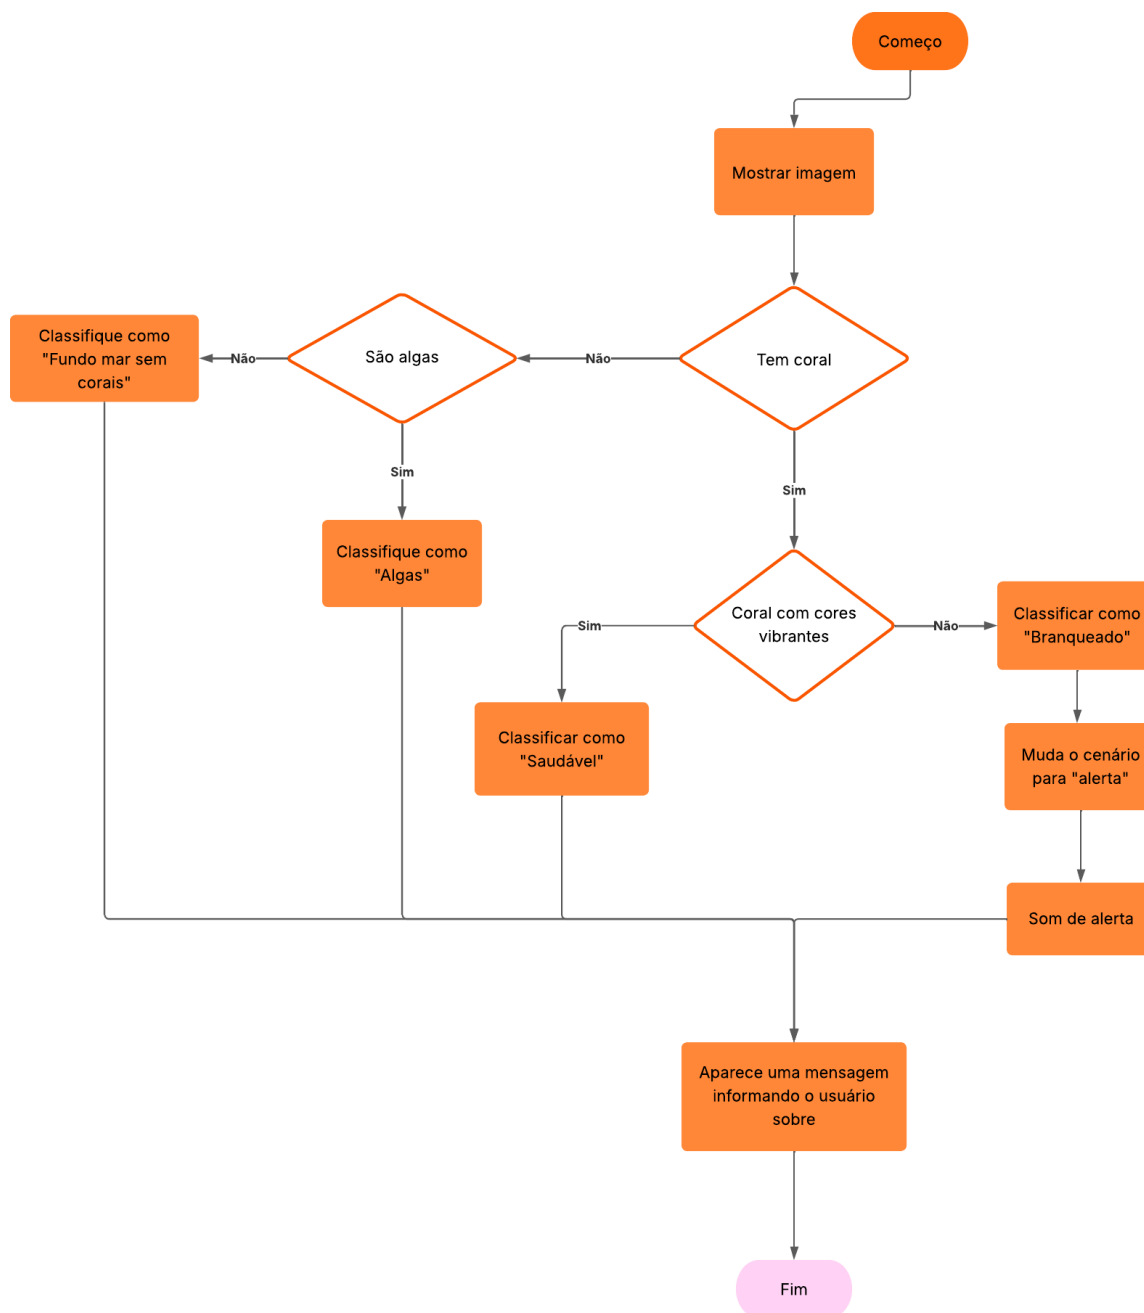 Começo
Mostrar imagem
Tem coral
Não
São algas
Não
Classifique como
"Fundo mar sem
corais"
Sim
Classifique como
"Algas"
Sim
Coral com cores
vibrantes
Sim
Classificar como
"Saudável"
Não
Classificar como
"Branqueado"
Muda o cenário
para "alerta"
Som de alerta
Aparece uma mensagem
informando o usuário
sobre
Fim